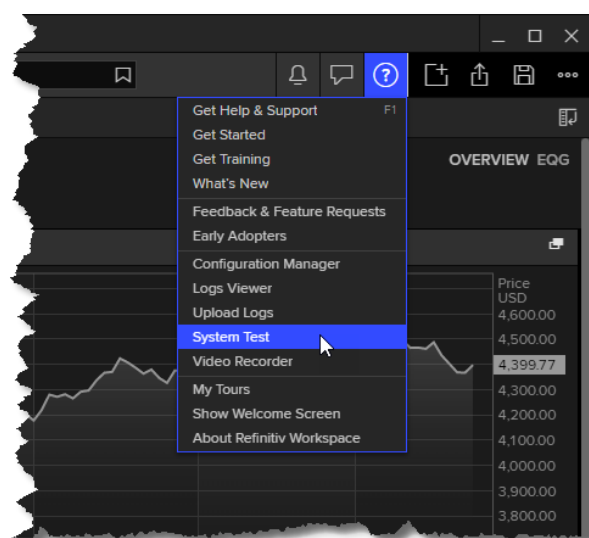 Get Help & Support F1
Get Started
Get Training
What's New
Feedback & Feature Requests
Early Adopters
Configuration Manager
Logs Viewer
Upload Logs
System Test
Video Recorder
My Tours
Show Welcome Screen
About Refinitiv Workspace
OVERVIEW EQG
Price
USD
4,600.00
4,500.00
4,399.77
4,300.00
4,200.00
4,100.00
4,000.00
3,900.00
3,800.00